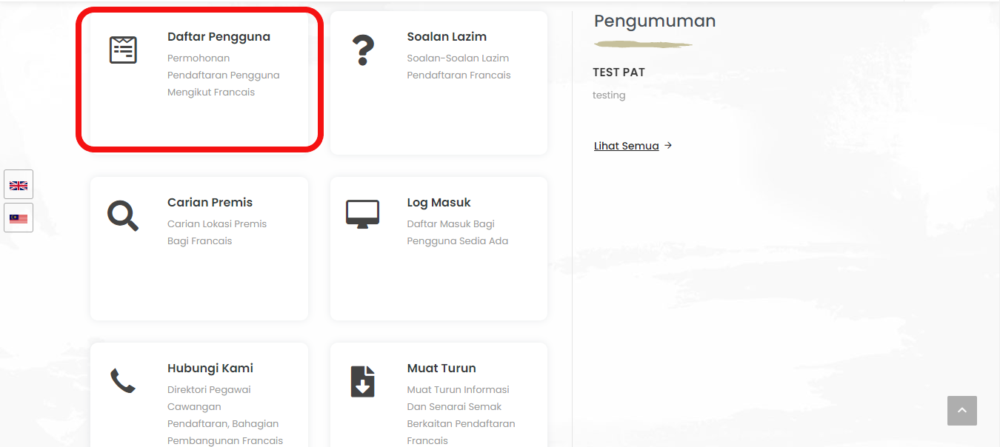 Daftar Pengguna
Permohonan
Pendaftaran Pengguna
Mengikut Francais
Soalan Lazim
Soalan-Soalan Lazim
Pendaftaran Francais
Carian Premis
Carian Lokasi Premis
Bagi Francais
Log Masuk
Daftar Masuk Bagi
Pengguna Sedia Ada
Hubungi Kami
Direktori Pegawai
Cawangan
Pendaftaran, Bahagian
Pembangunan Francais
Muat Turun
Muat Turun Informasi
Dan Senarai Semak
Berkaitan Pendaftaran
Francais
Pengumuman
TEST PAT
testing
Lihat Semua →